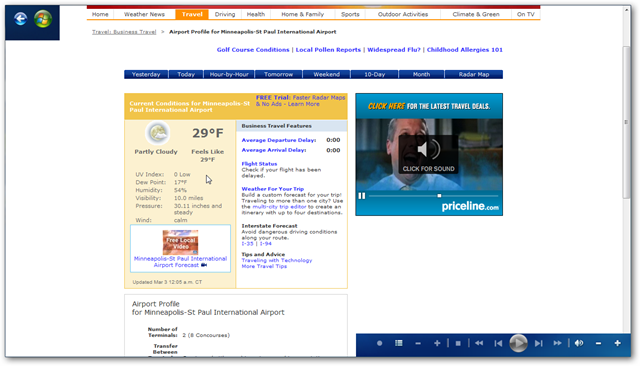 Home Weather News Travel Driving Health Home & Family Sports Outdoor Activities Climate & Green On TV
Travel: Business Travel > Airport Profile for Minneapolis-St Paul International Airport
Golf Course Conditions | Local Pollen Reports | Widespread Flu? | Childhood Allergies 101
Yesterday Today Hour-by-Hour Tomorrow Weekend 10-Day Month Radar Map
Current Conditions for Minneapolis-St
Paul International Airport
FREE Trial: Faster Radar Maps
& No Ads - Learn More
Partly Cloudy
29°F
Feels Like
29°F
UV Index: 0 Low
Dew Point: 17°F
Humidity: 54%
Visibility: 10.0 miles
Pressure: 30.11 inches and
steady
Wind: calm
Free Local
Video
Minneapolis-St Paul International
Airport Forecast
Updated Mar 3 12:05 a.m. CT
Business Travel Features
Average Departure Delay: 0:00
Average Arrival Delay: 0:00
Flight Status
Check if your flight has been
delayed.
Weather For Your Trip
Build a custom forecast for your trip!
Traveling to more than one city? Use
the multi-city trip editor to create an
itinerary with up to four destinations.
Interstate Forecast
Avoid dangerous driving conditions
along your route.
I-35 | I-94
Tips and Advice
Traveling with Technology
More Travel Tips
CLICK HERE FOR THE LATEST TRAVEL DEALS.
CLICK FOR SOUND
priceline.com
Airport Profile
for Minneapolis-St Paul International Airport
Number of
Terminals: 2 (8 Concourses)
Transfer
Between